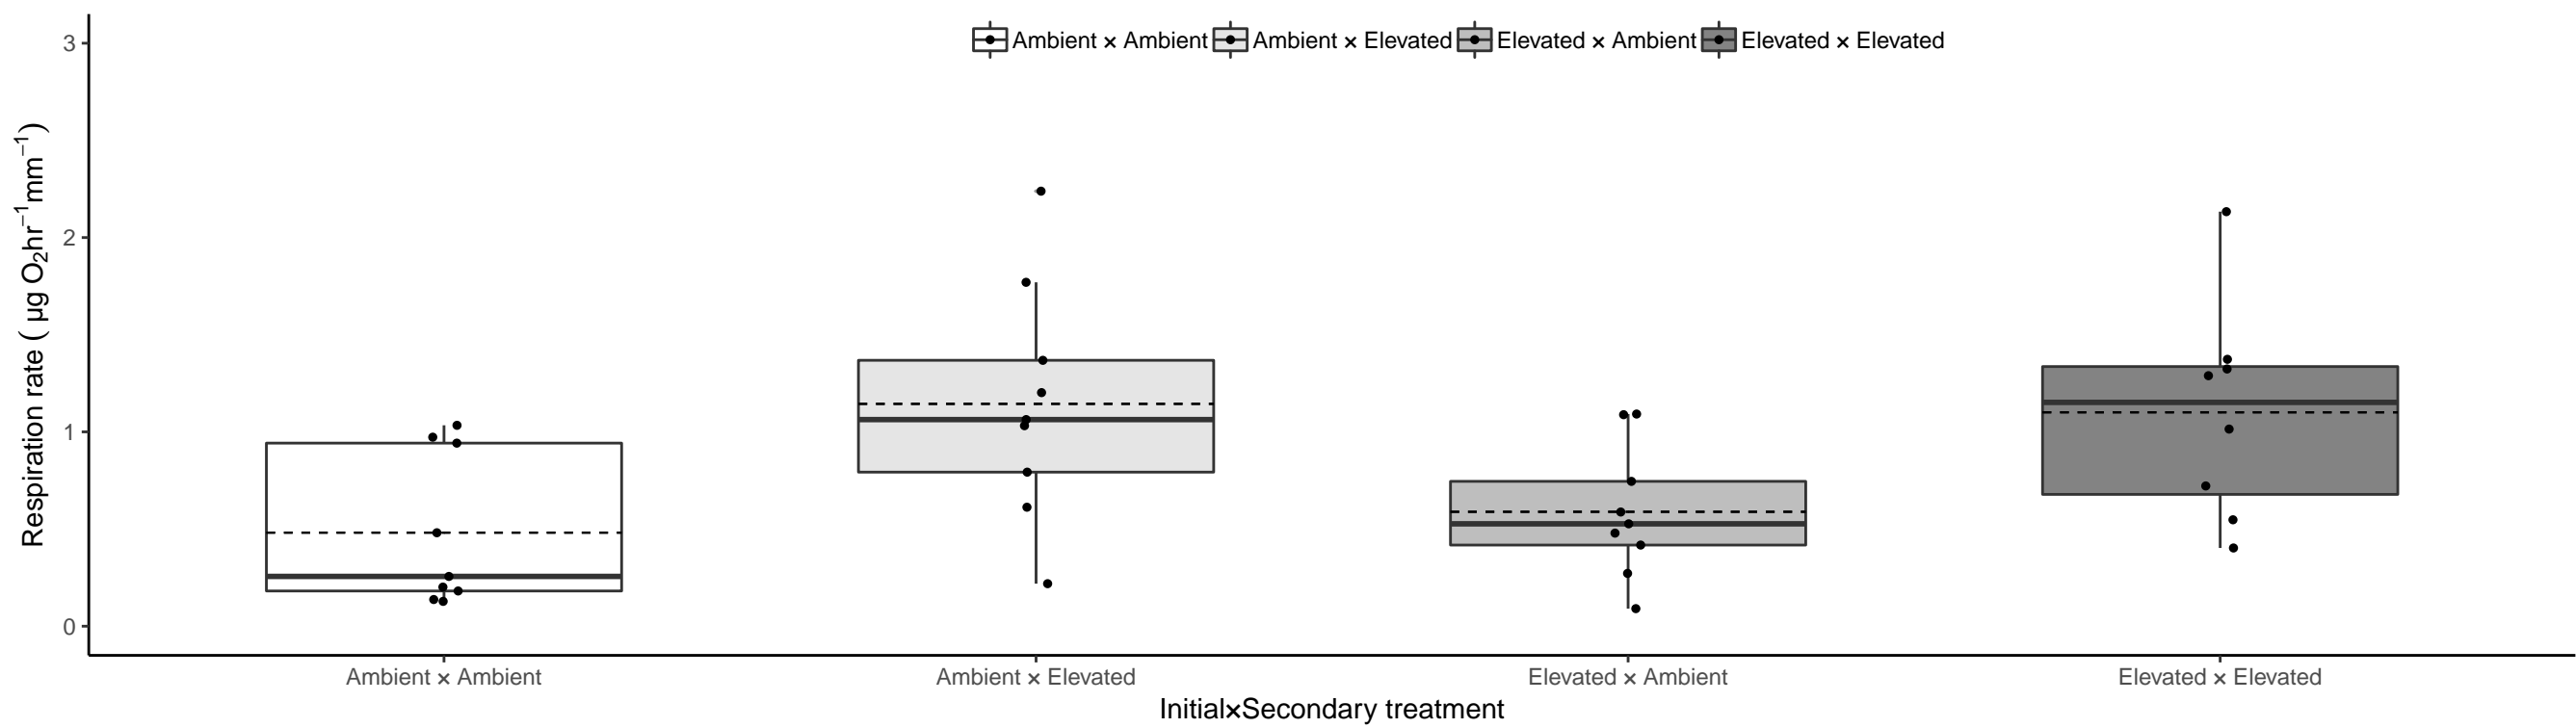 Ambient × Ambient Ambient × Elevated Elevated × Ambient Elevated × Elevated
Respiration rate ( µg O₂hr⁻¹mm⁻¹)
3
2
1
0
Ambient × Ambient Ambient × Elevated Elevated × Ambient Elevated × Elevated
Initial×Secondary treatment